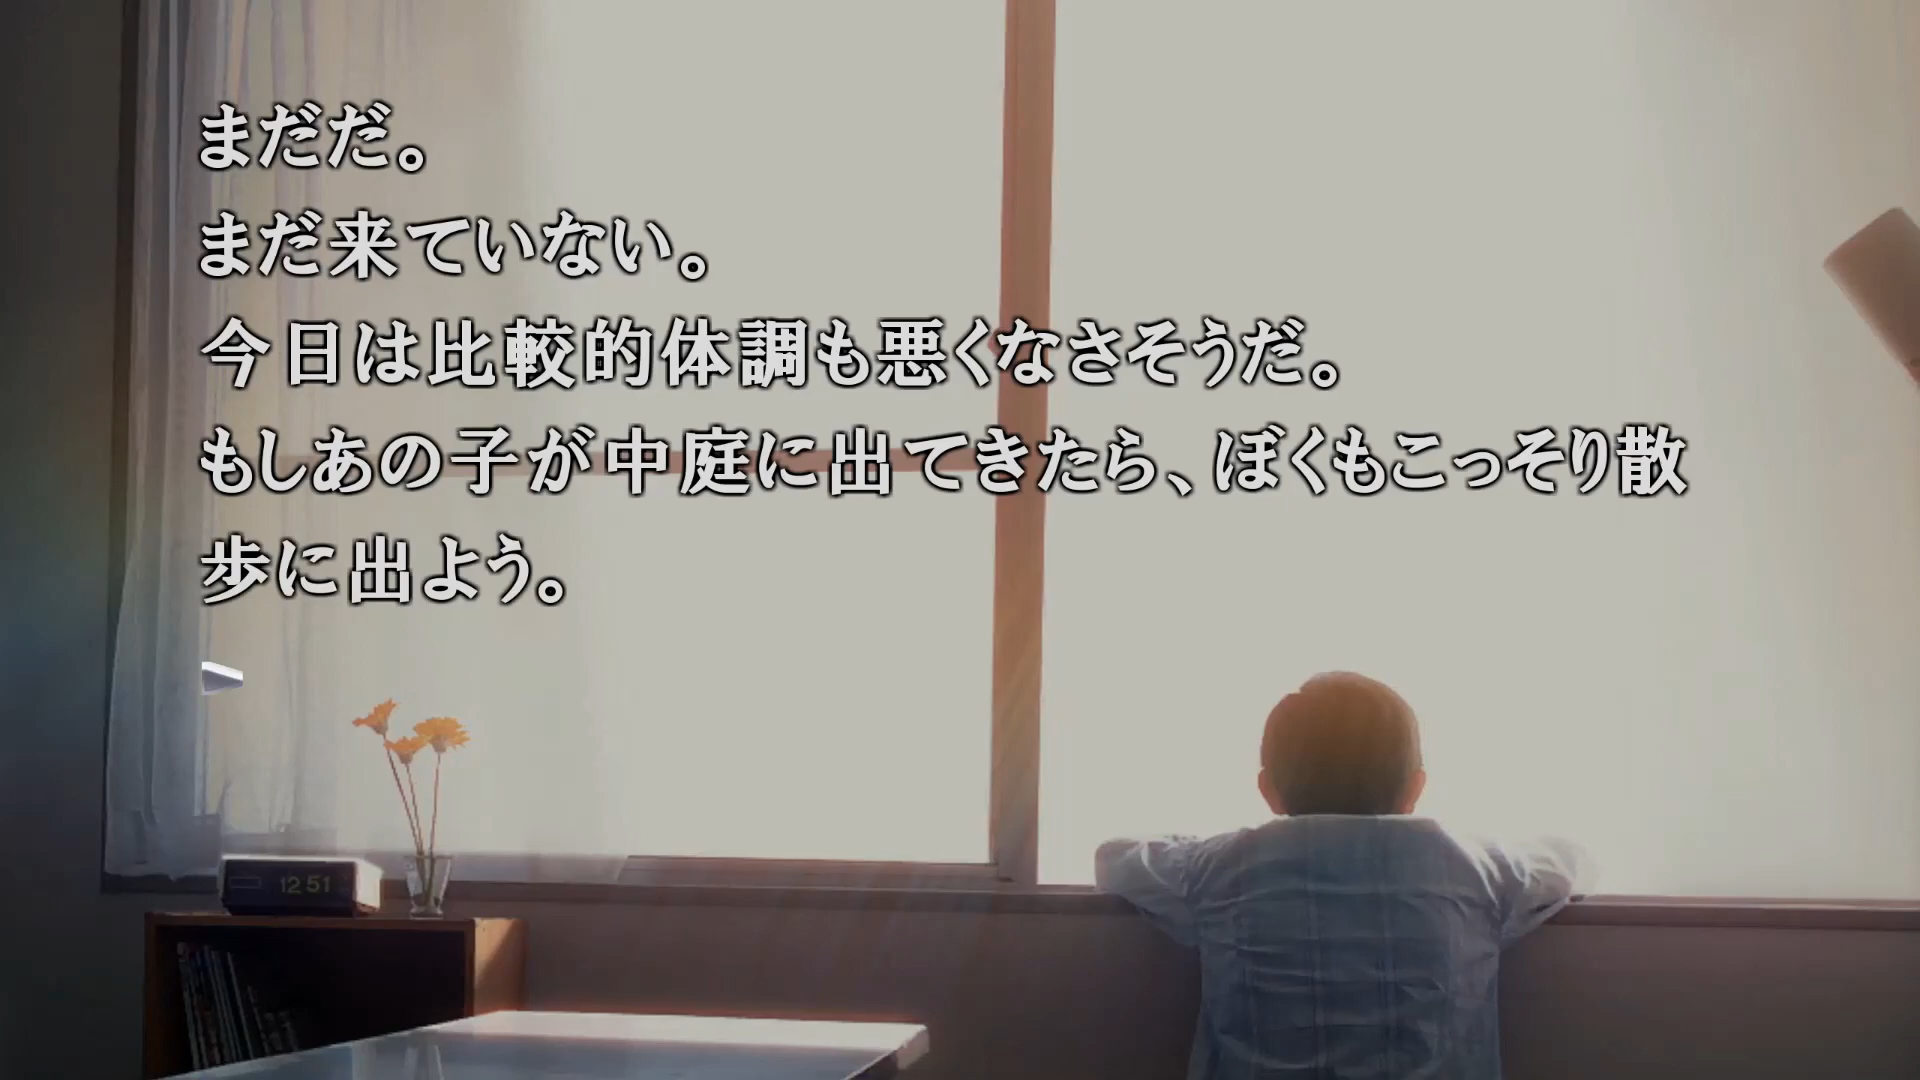 まだだ。
まだ来ていない。
今日は比較的体調も悪くなさそうだ。
もしあの子が中庭に出てきたら、ぼくもこっそり散
歩に出よう。
12 51